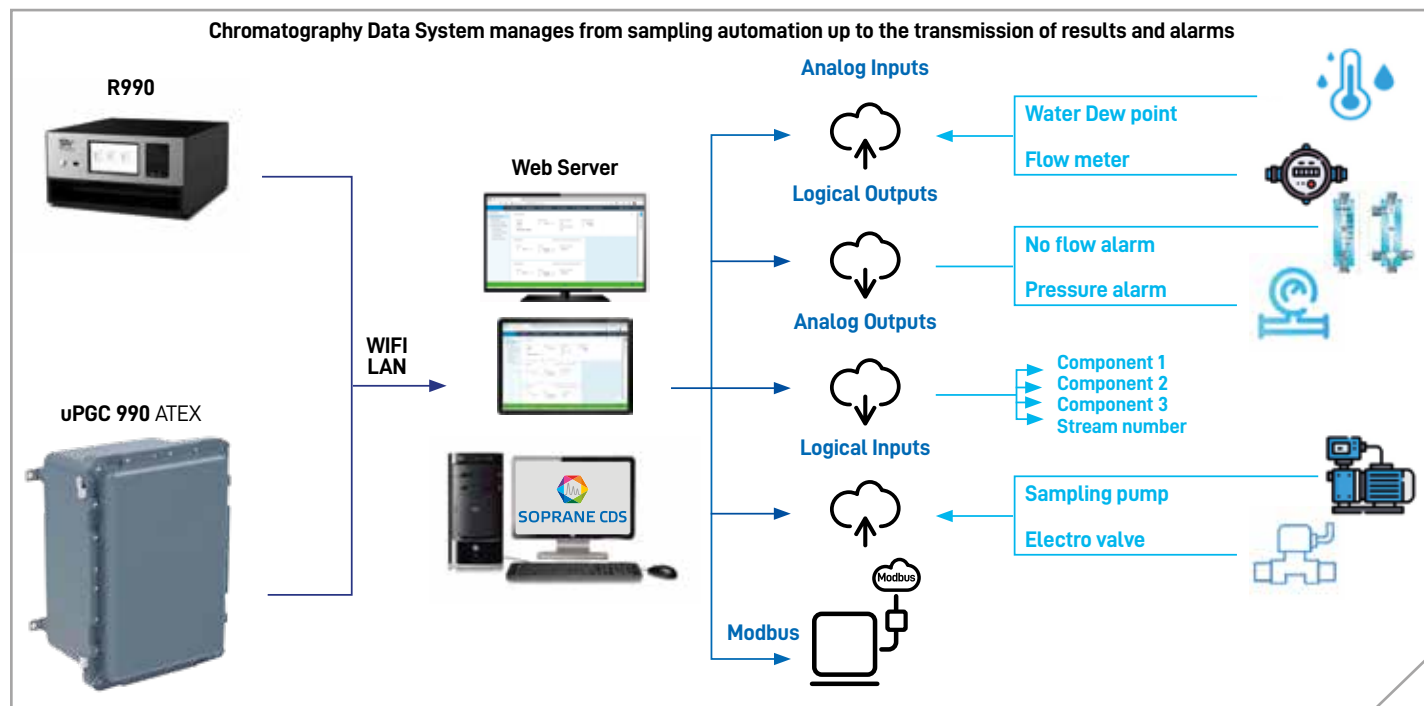 Chromatography Data System manages from sampling automation up to the transmission of results and alarms
R990
uPGC 990 ATEX
WIFI
LAN
Web Server
SOPRANE CDS
Analog Inputs
Water Dew point
Flow meter
Logical Outputs
No flow alarm
Pressure alarm
Analog Outputs
Component 1
Component 2
Component 3
Stream number
Logical Inputs
Sampling pump
Electro valve
Modbus
Modbus